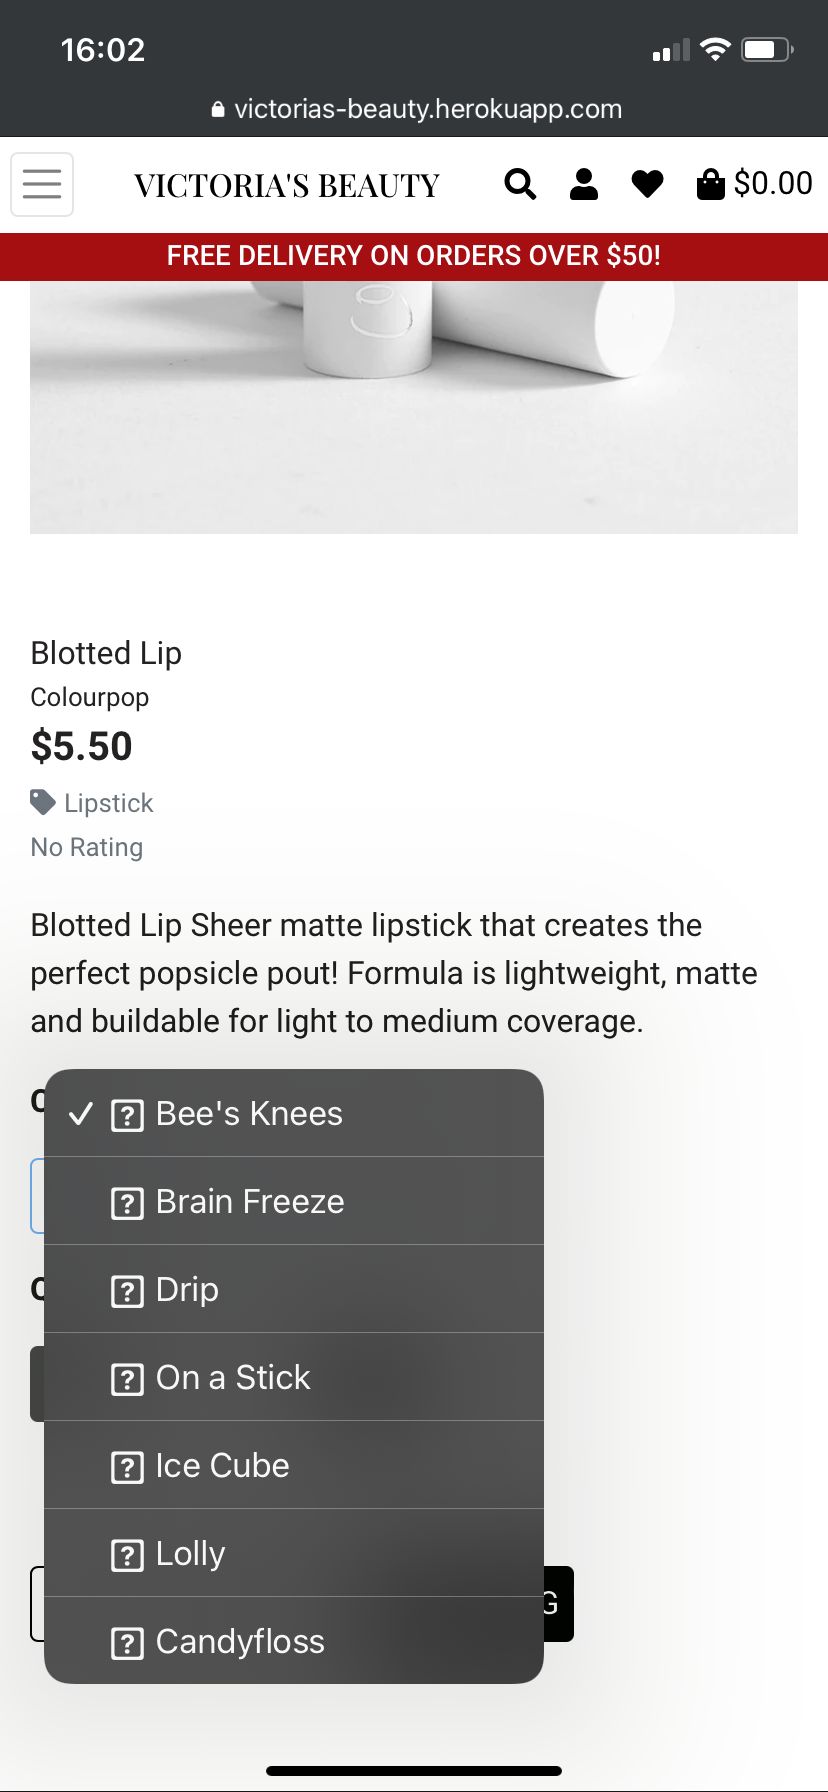 16:02
victorias-beauty.herokuapp.com
VICTORIA'S BEAUTY
$0.00
FREE DELIVERY ON ORDERS OVER $50!
Blotted Lip
Colourpop
$5.50
Lipstick
No Rating
Blotted Lip Sheer matte lipstick that creates the
perfect popsicle pout! Formula is lightweight, matte
and buildable for light to medium coverage.
✓ ? Bee's Knees
? Brain Freeze
? Drip
? On a Stick
? Ice Cube
? Lolly
G
? Candyfloss